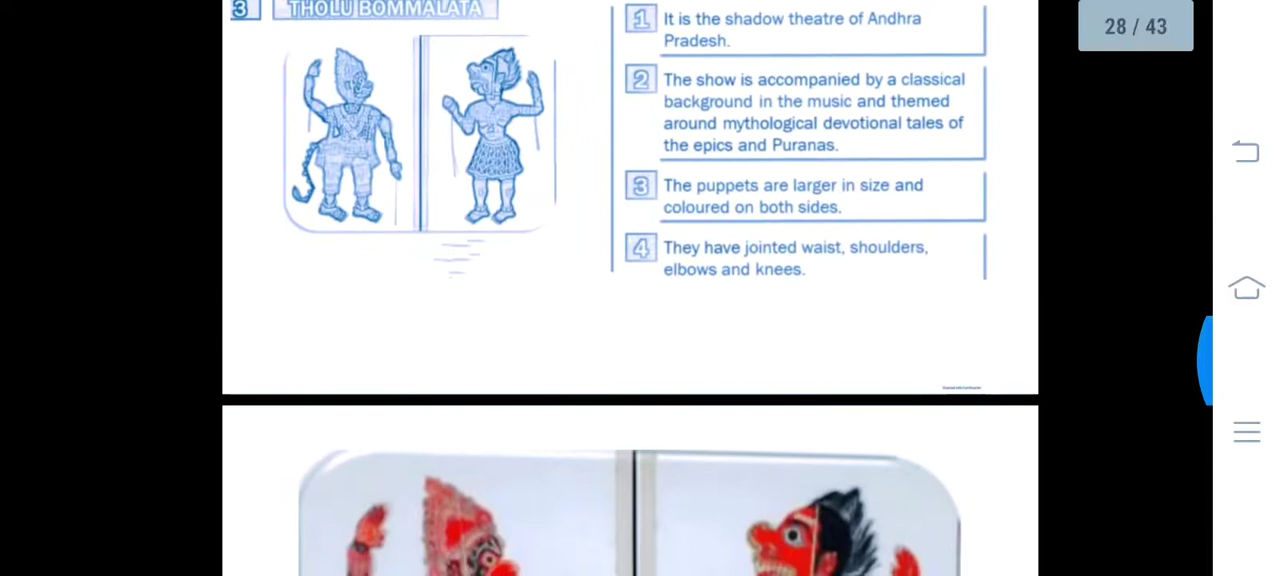 3 THOLU BOMMALATA
1 It is the shadow theatre of Andhra
Pradesh.
2 The show is accompanied by a classical
background in the music and themed
around mythological devotional tales of
the epics and Puranas.
3 The puppets are larger in size and
coloured on both sides.
4 They have jointed waist, shoulders,
elbows and knees.
28 / 43